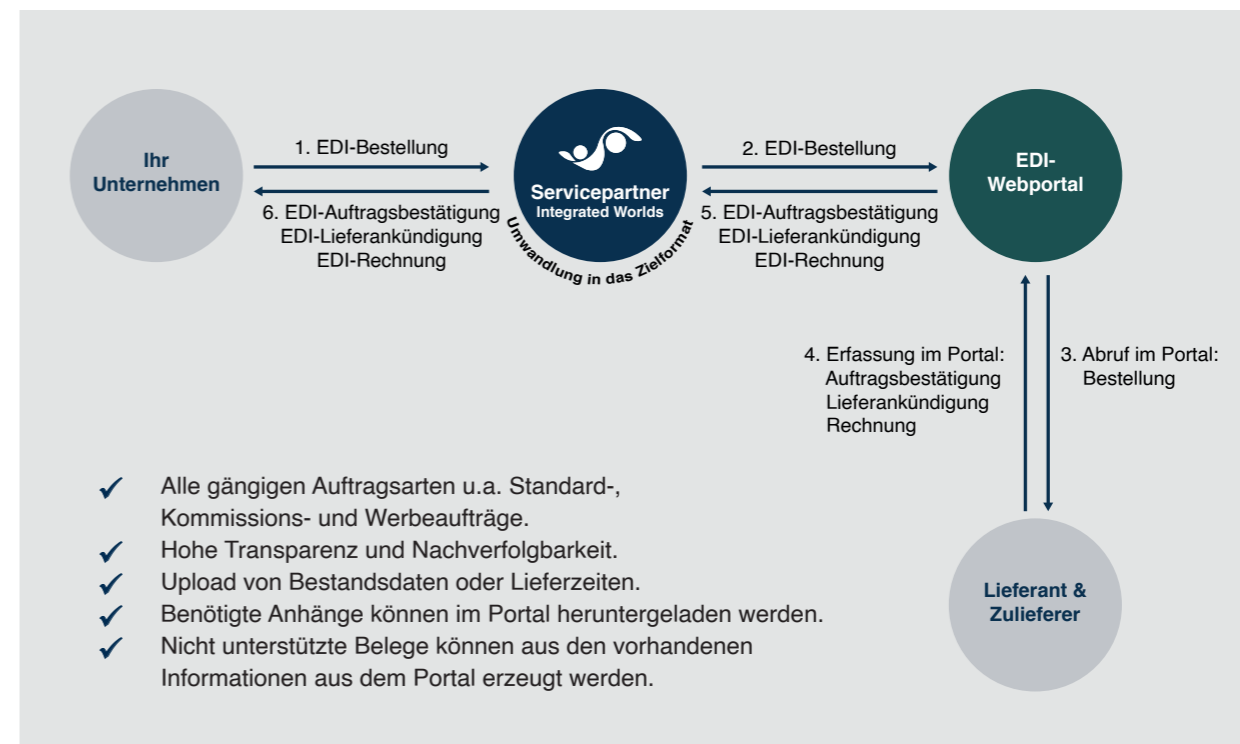 Ihr
Unternehmen
1. EDI-Bestellung
6. EDI-Auftragsbestätigung
EDI-Lieferankündigung
EDI-Rechnung
Servicepartner
Integrated Worlds
Umwandlung in das Zielformat
2. EDI-Bestellung
5. EDI-Auftragsbestätigung
EDI-Lieferankündigung
EDI-Rechnung
EDI-
Webportal
4. Erfassung im Portal:
Auftragsbestätigung
Lieferankündigung
Rechnung
3. Abruf im Portal:
Bestellung
Lieferant &
Zulieferer
Alle gängigen Auftragsarten u.a. Standard-,
Kommissions- und Werbeaufträge.
Hohe Transparenz und Nachverfolgbarkeit.
Upload von Bestandsdaten oder Lieferzeiten.
Benötigte Anhänge können im Portal heruntergeladen werden.
Nicht unterstützte Belege können aus den vorhandenen
Informationen aus dem Portal erzeugt werden.